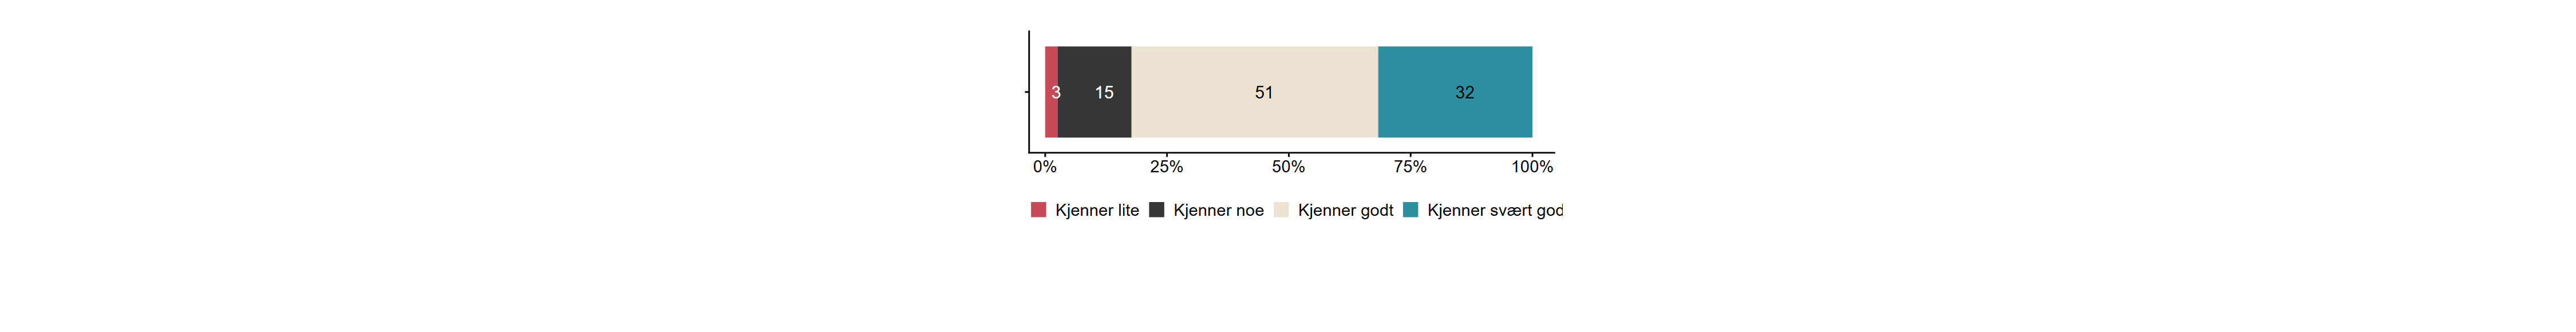 3 15 51 32
0% 25% 50% 75% 100%
Kjenner lite Kjenner noe Kjenner godt Kjenner svært god